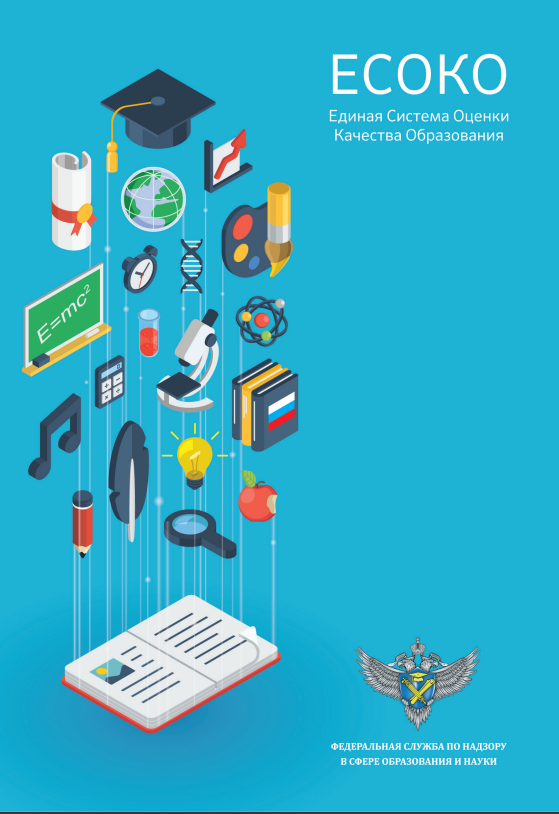 ЕСОКО
Единая Система Оценки
Качества Образования
E=mc²
ФЕДЕРАЛЬНАЯ СЛУЖБА ПО НАДЗОРУ
В СФЕРЕ ОБРАЗОВАНИЯ И НАУКИ